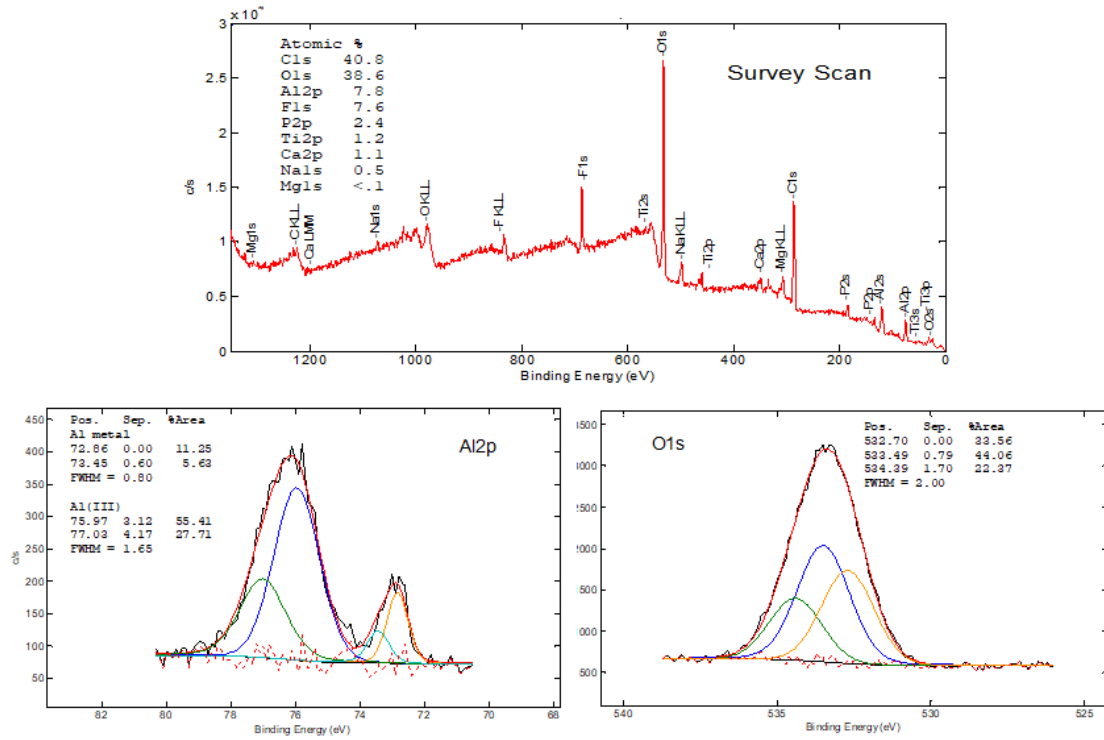 3 x 10⁴
2.5
2
1.5
1
0.5
0
c/s
Atomic %
C1s 40.8
O1s 38.6
Al2p 7.8
F1s 7.6
P2p 2.4
Ti2p 1.2
Ca2p 1.1
Na1s 0.5
Mg1s <.1
Survey Scan
-Mg1s
-CKLL
-CaLMM
-Na1s
-OKLL
-FKLL
-F1s
-Ti2s
-O1s
-NaKLL
-Ti2p
-Ca2p
-MgKLL
-C1s
-P2s
-P2p
-Al2s
-Al2p
-Ti3s
-O2s
-Ti3p
1200 1000 800 600 400 200 0
Binding Energy (eV)
450
400
350
300
250
200
150
100
50
c/s
Pos. Sep. %Area
Al metal
72.86 0.00 11.25
73.45 0.60 5.63
FWHM = 0.80
Al(III)
75.97 3.12 55.41
77.03 4.17 27.71
FWHM = 1.65
Al2p
82 80 78 76 74 72 70 68
Binding Energy (eV)
Pos. Sep. %Area
532.70 0.00 33.56
533.49 0.79 44.06
534.39 1.70 22.37
FWHM = 2.00
O1s
540 535 530 525
Binding Energy (eV)